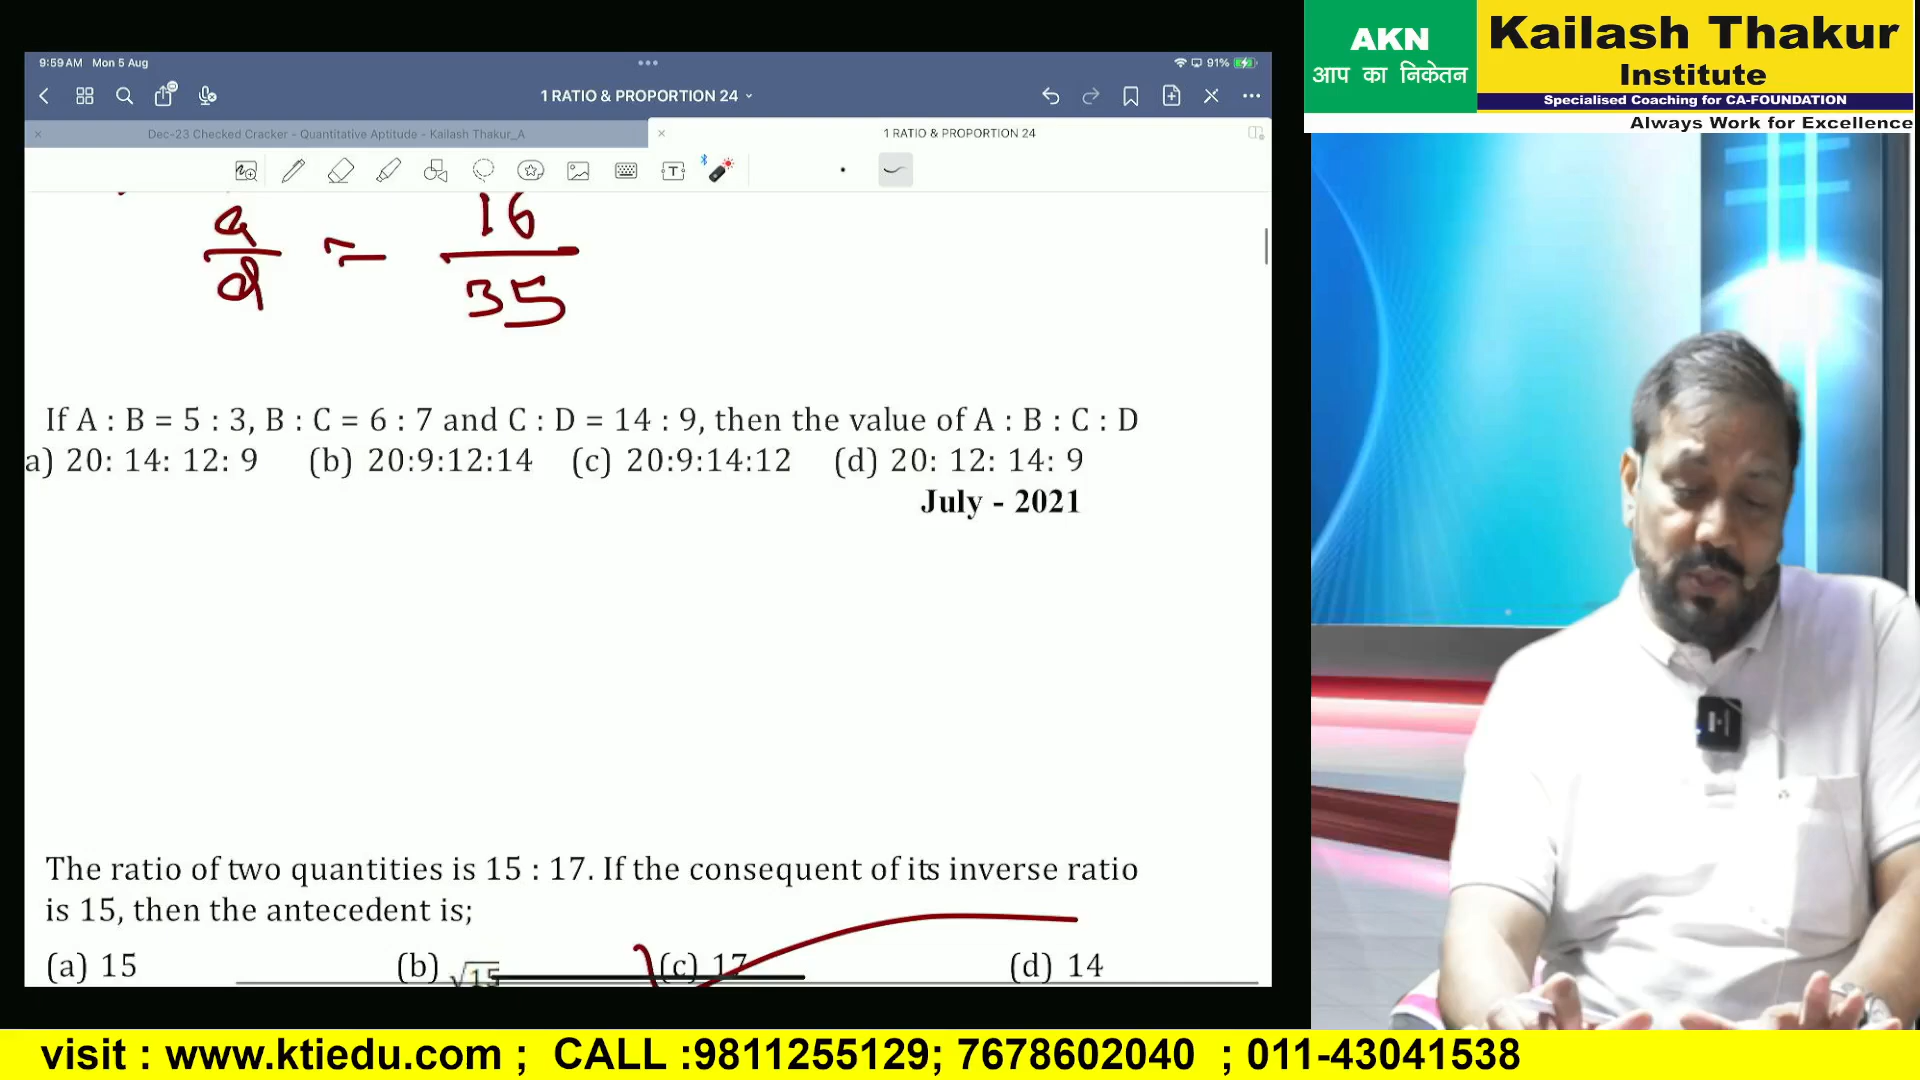 AKN
आप का निकेतन
Kailash Thakur
Institute
Specialised Coaching for CA-FOUNDATION
Always Work for Excellence
9:59 AM Mon 5 Aug
91%
1 RATIO & PROPORTION 24
Dec-23 Checked Cracker - Quantitative Aptitude - Kailash Thakur_A
1 RATIO & PROPORTION 24
a/d = 16/35
If A : B = 5 : 3, B : C = 6 : 7 and C : D = 14 : 9, then the value of A : B : C : D
a) 20: 14: 12: 9 (b) 20:9:12:14 (c) 20:9:14:12 (d) 20: 12: 14: 9
July - 2021
The ratio of two quantities is 15 : 17. If the consequent of its inverse ratio
is 15, then the antecedent is;
(a) 15 (b) √15 (c) 17 (d) 14
visit : www.ktiedu.com ; CALL :9811255129; 7678602040 ; 011-43041538